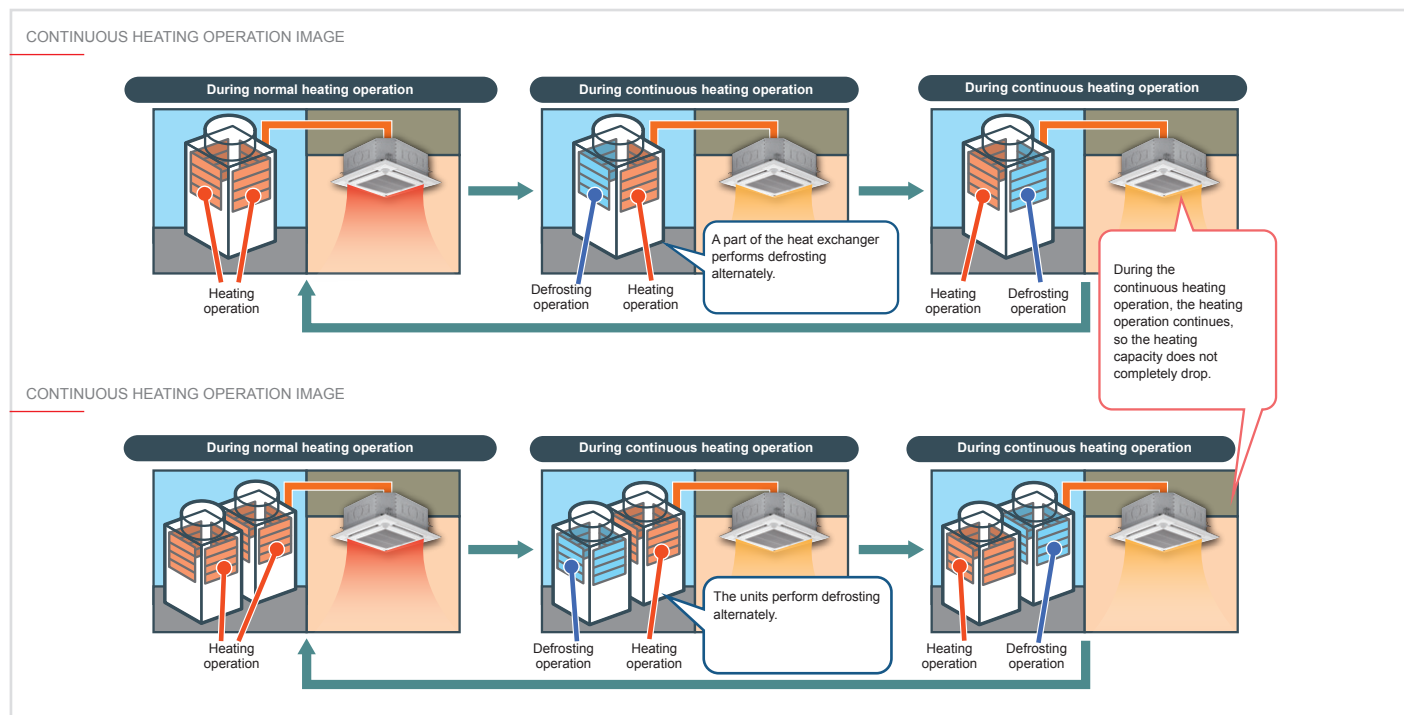 CONTINUOUS HEATING OPERATION IMAGE
During normal heating operation
During continuous heating operation
During continuous heating operation
Heating
operation
Defrosting
operation
Heating
operation
A part of the heat exchanger
performs defrosting
alternately.
Heating
operation
Defrosting
operation
During the
continuous heating
operation, the heating
operation continues,
so the heating
capacity does not
completely drop.
CONTINUOUS HEATING OPERATION IMAGE
During normal heating operation
During continuous heating operation
During continuous heating operation
Heating
operation
Defrosting
operation
Heating
operation
The units perform defrosting
alternately.
Heating
operation
Defrosting
operation